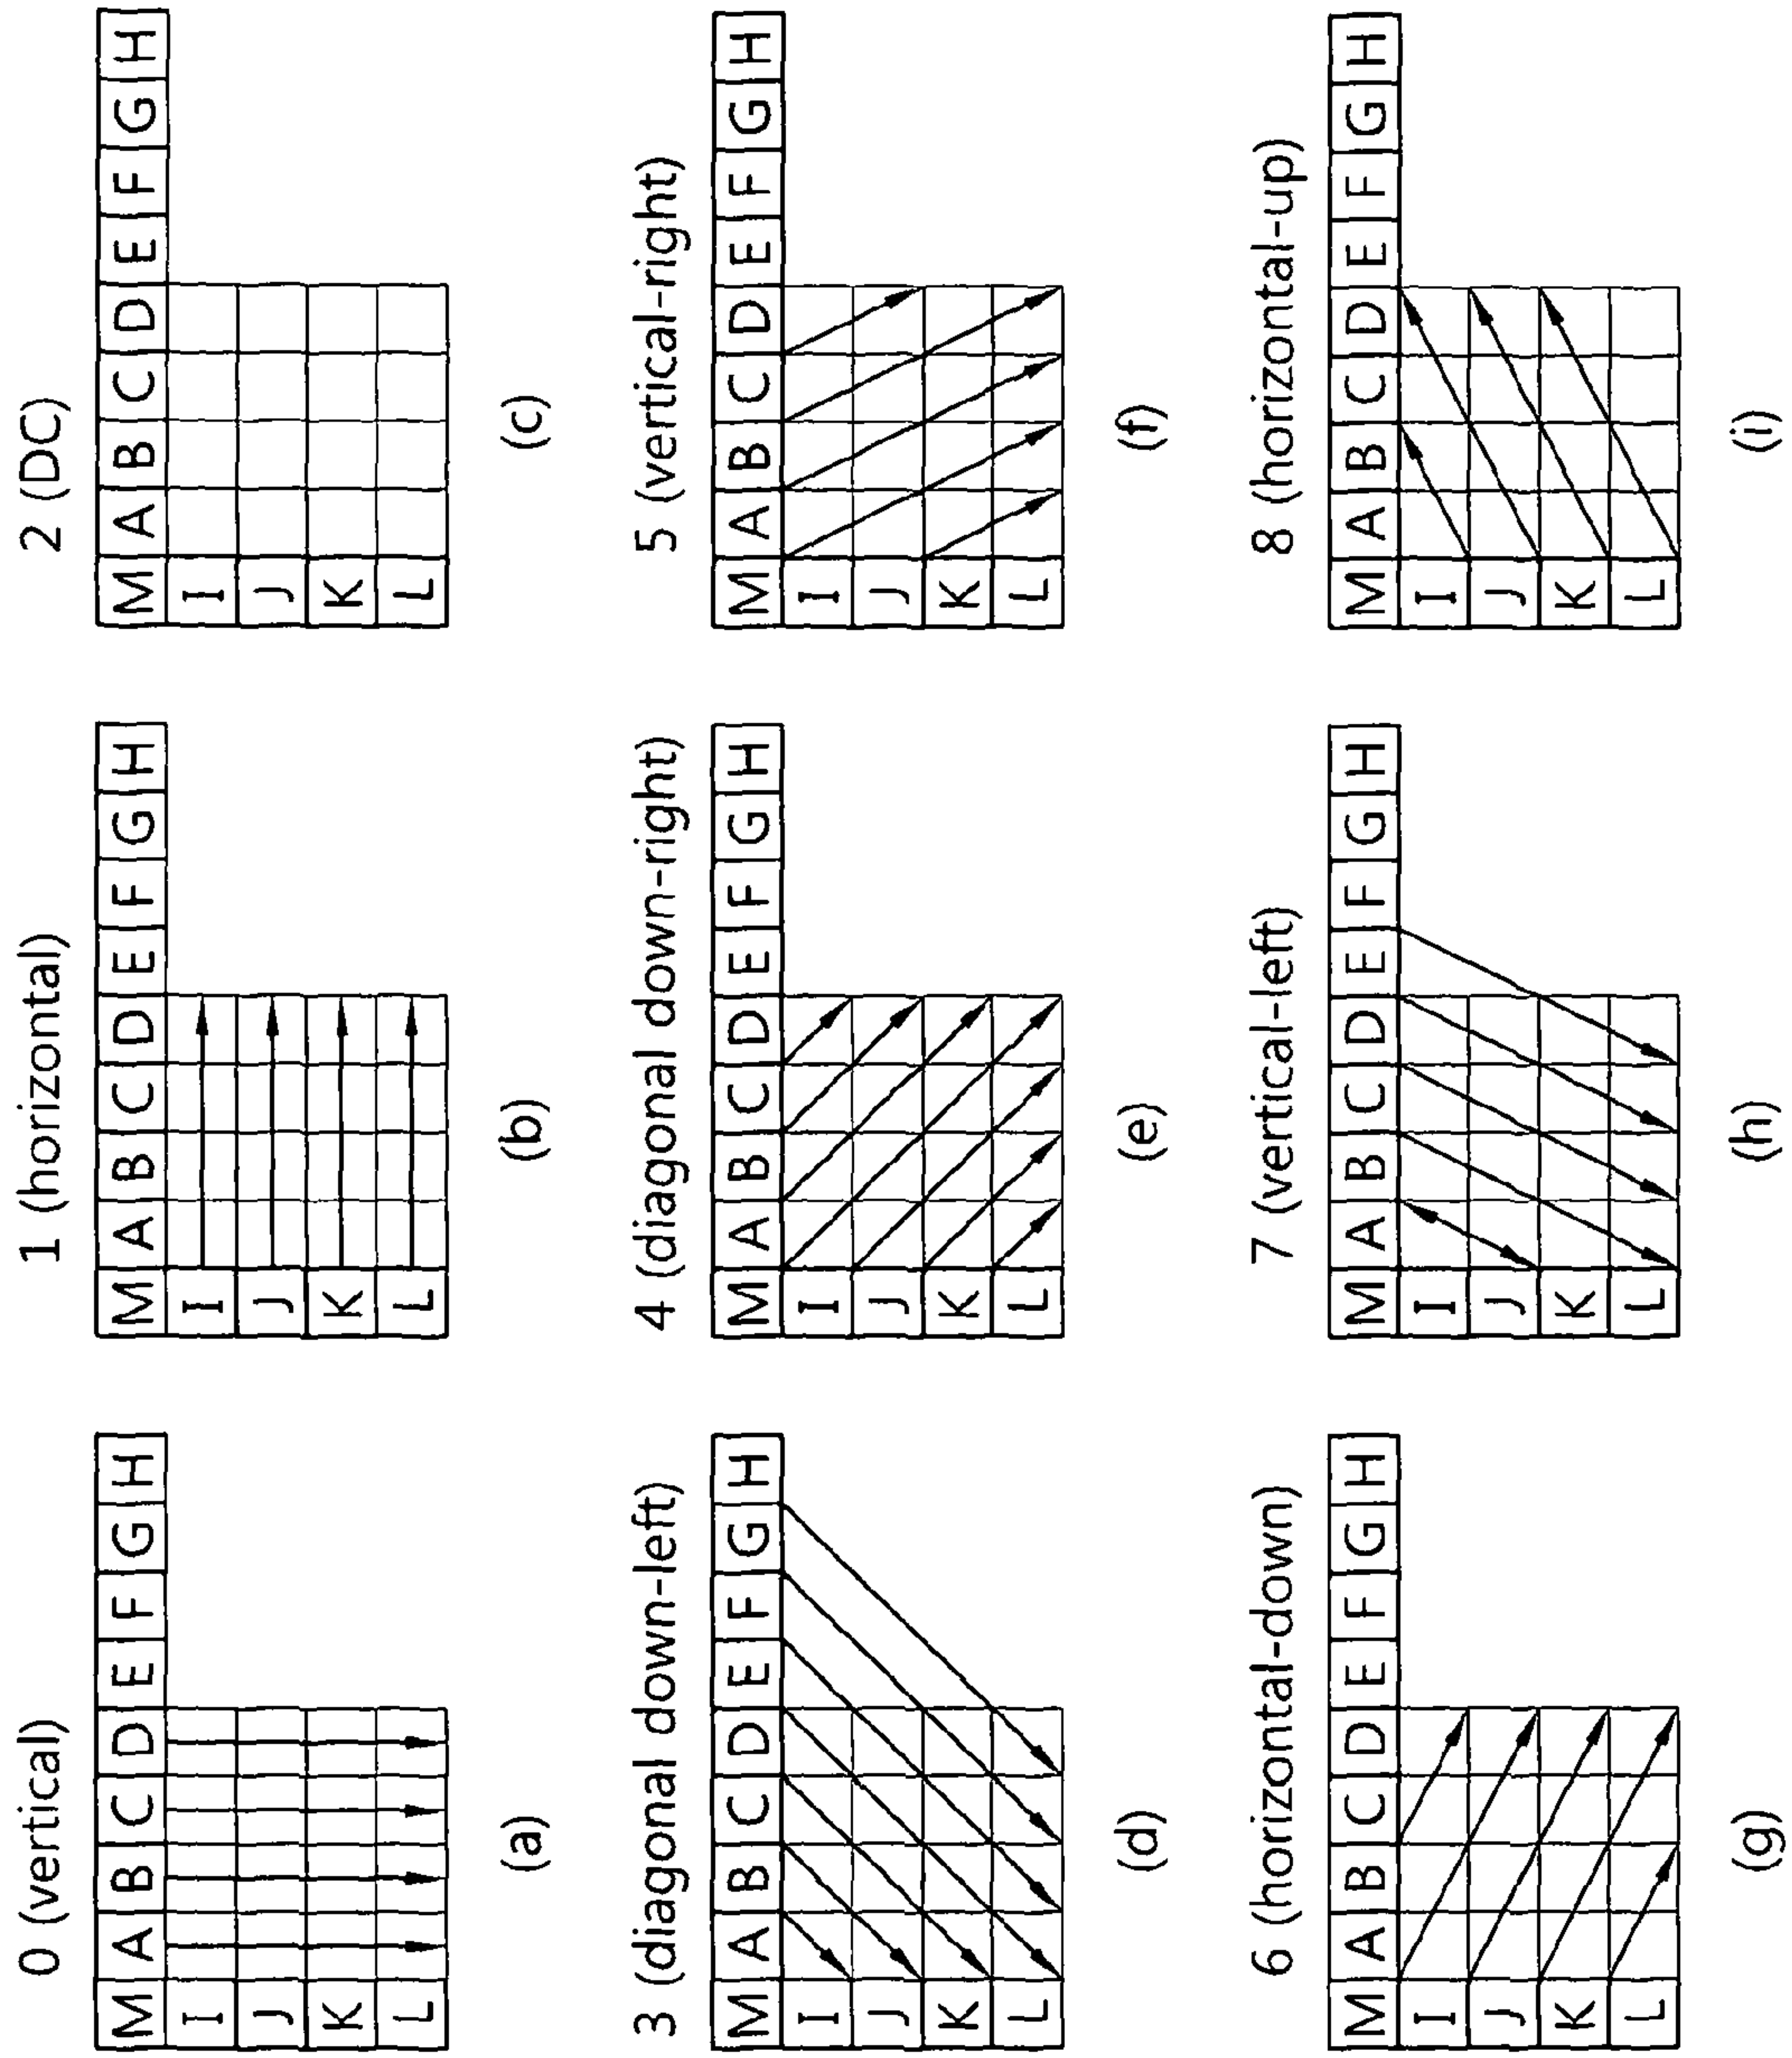 0 (vertical)
M A B C D E F G H
I
J
K
L
(a)
1 (horizontal)
M A B C D E F G H
I
J
K
L
(b)
2 (DC)
M A B C D E F G H
I
J
K
L
(c)
3 (diagonal down-left)
M A B C D E F G H
I
J
K
L
(d)
4 (diagonal down-right)
M A B C D E F G H
I
J
K
L
(e)
5 (vertical-right)
M A B C D E F G H
I
J
K
L
(f)
6 (horizontal-down)
M A B C D E F G H
I
J
K
L
(g)
7 (vertical-left)
M A B C D E F G H
I
J
K
L
(h)
8 (horizontal-up)
M A B C D E F G H
I
J
K
L
(i)